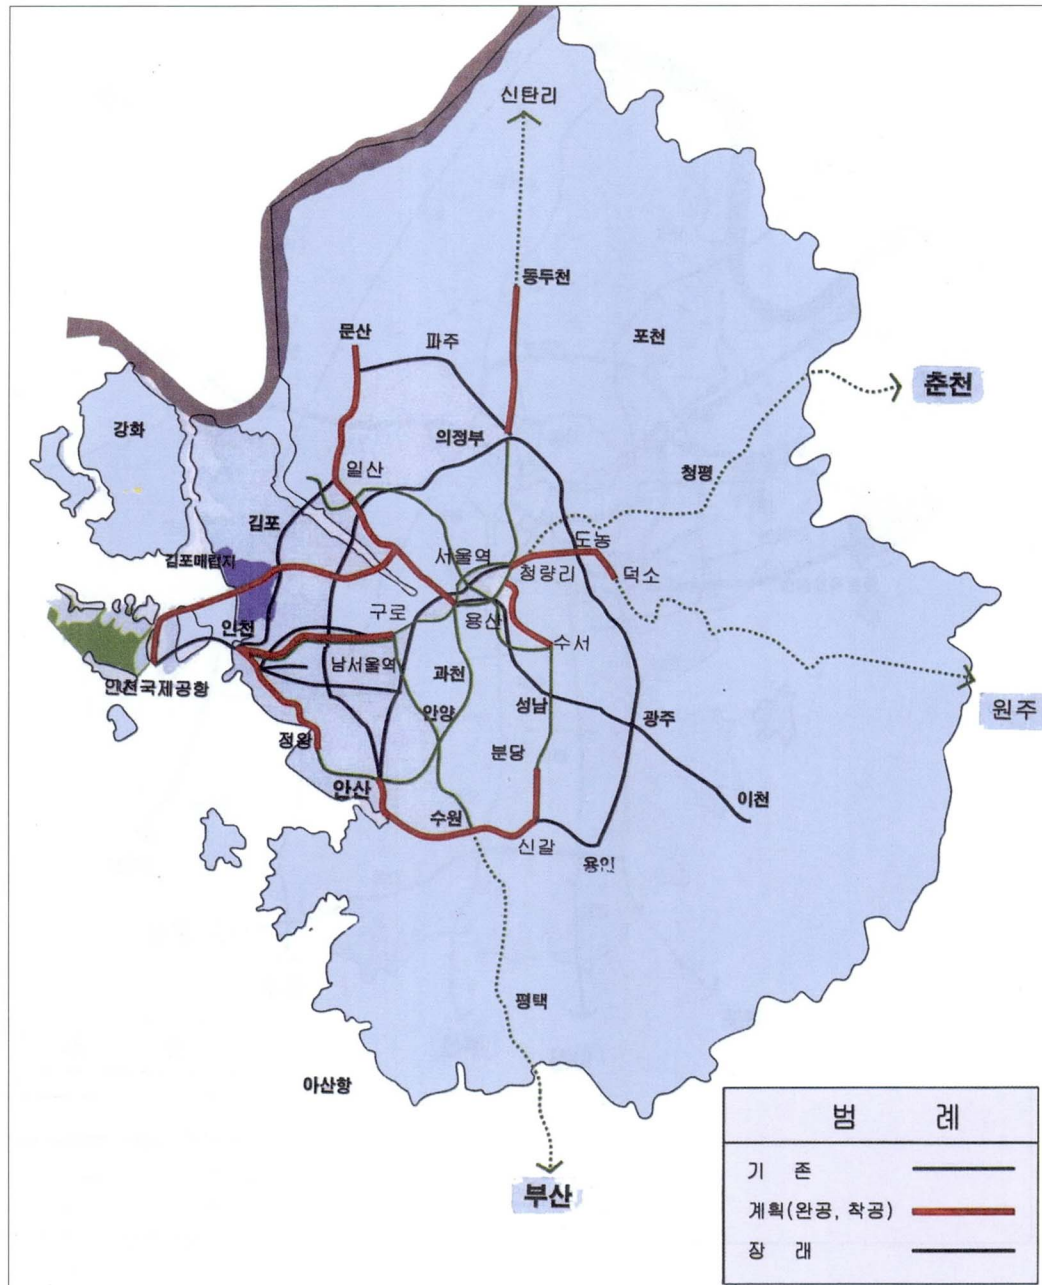 신탄리
동두천
문산
파주
포천
춘천
강화
의정부
일산
청평
김포
김포매립지
서울역
도농
청량리
덕소
구로
용산
인천
수서
남서울역
과천
인천국제공항
성남
원주
안양
광주
정왕
분당
안산
이천
수원
신갈
용인
평택
아산항
부산
범 례
기 존
계획(완공, 착공)
장 래